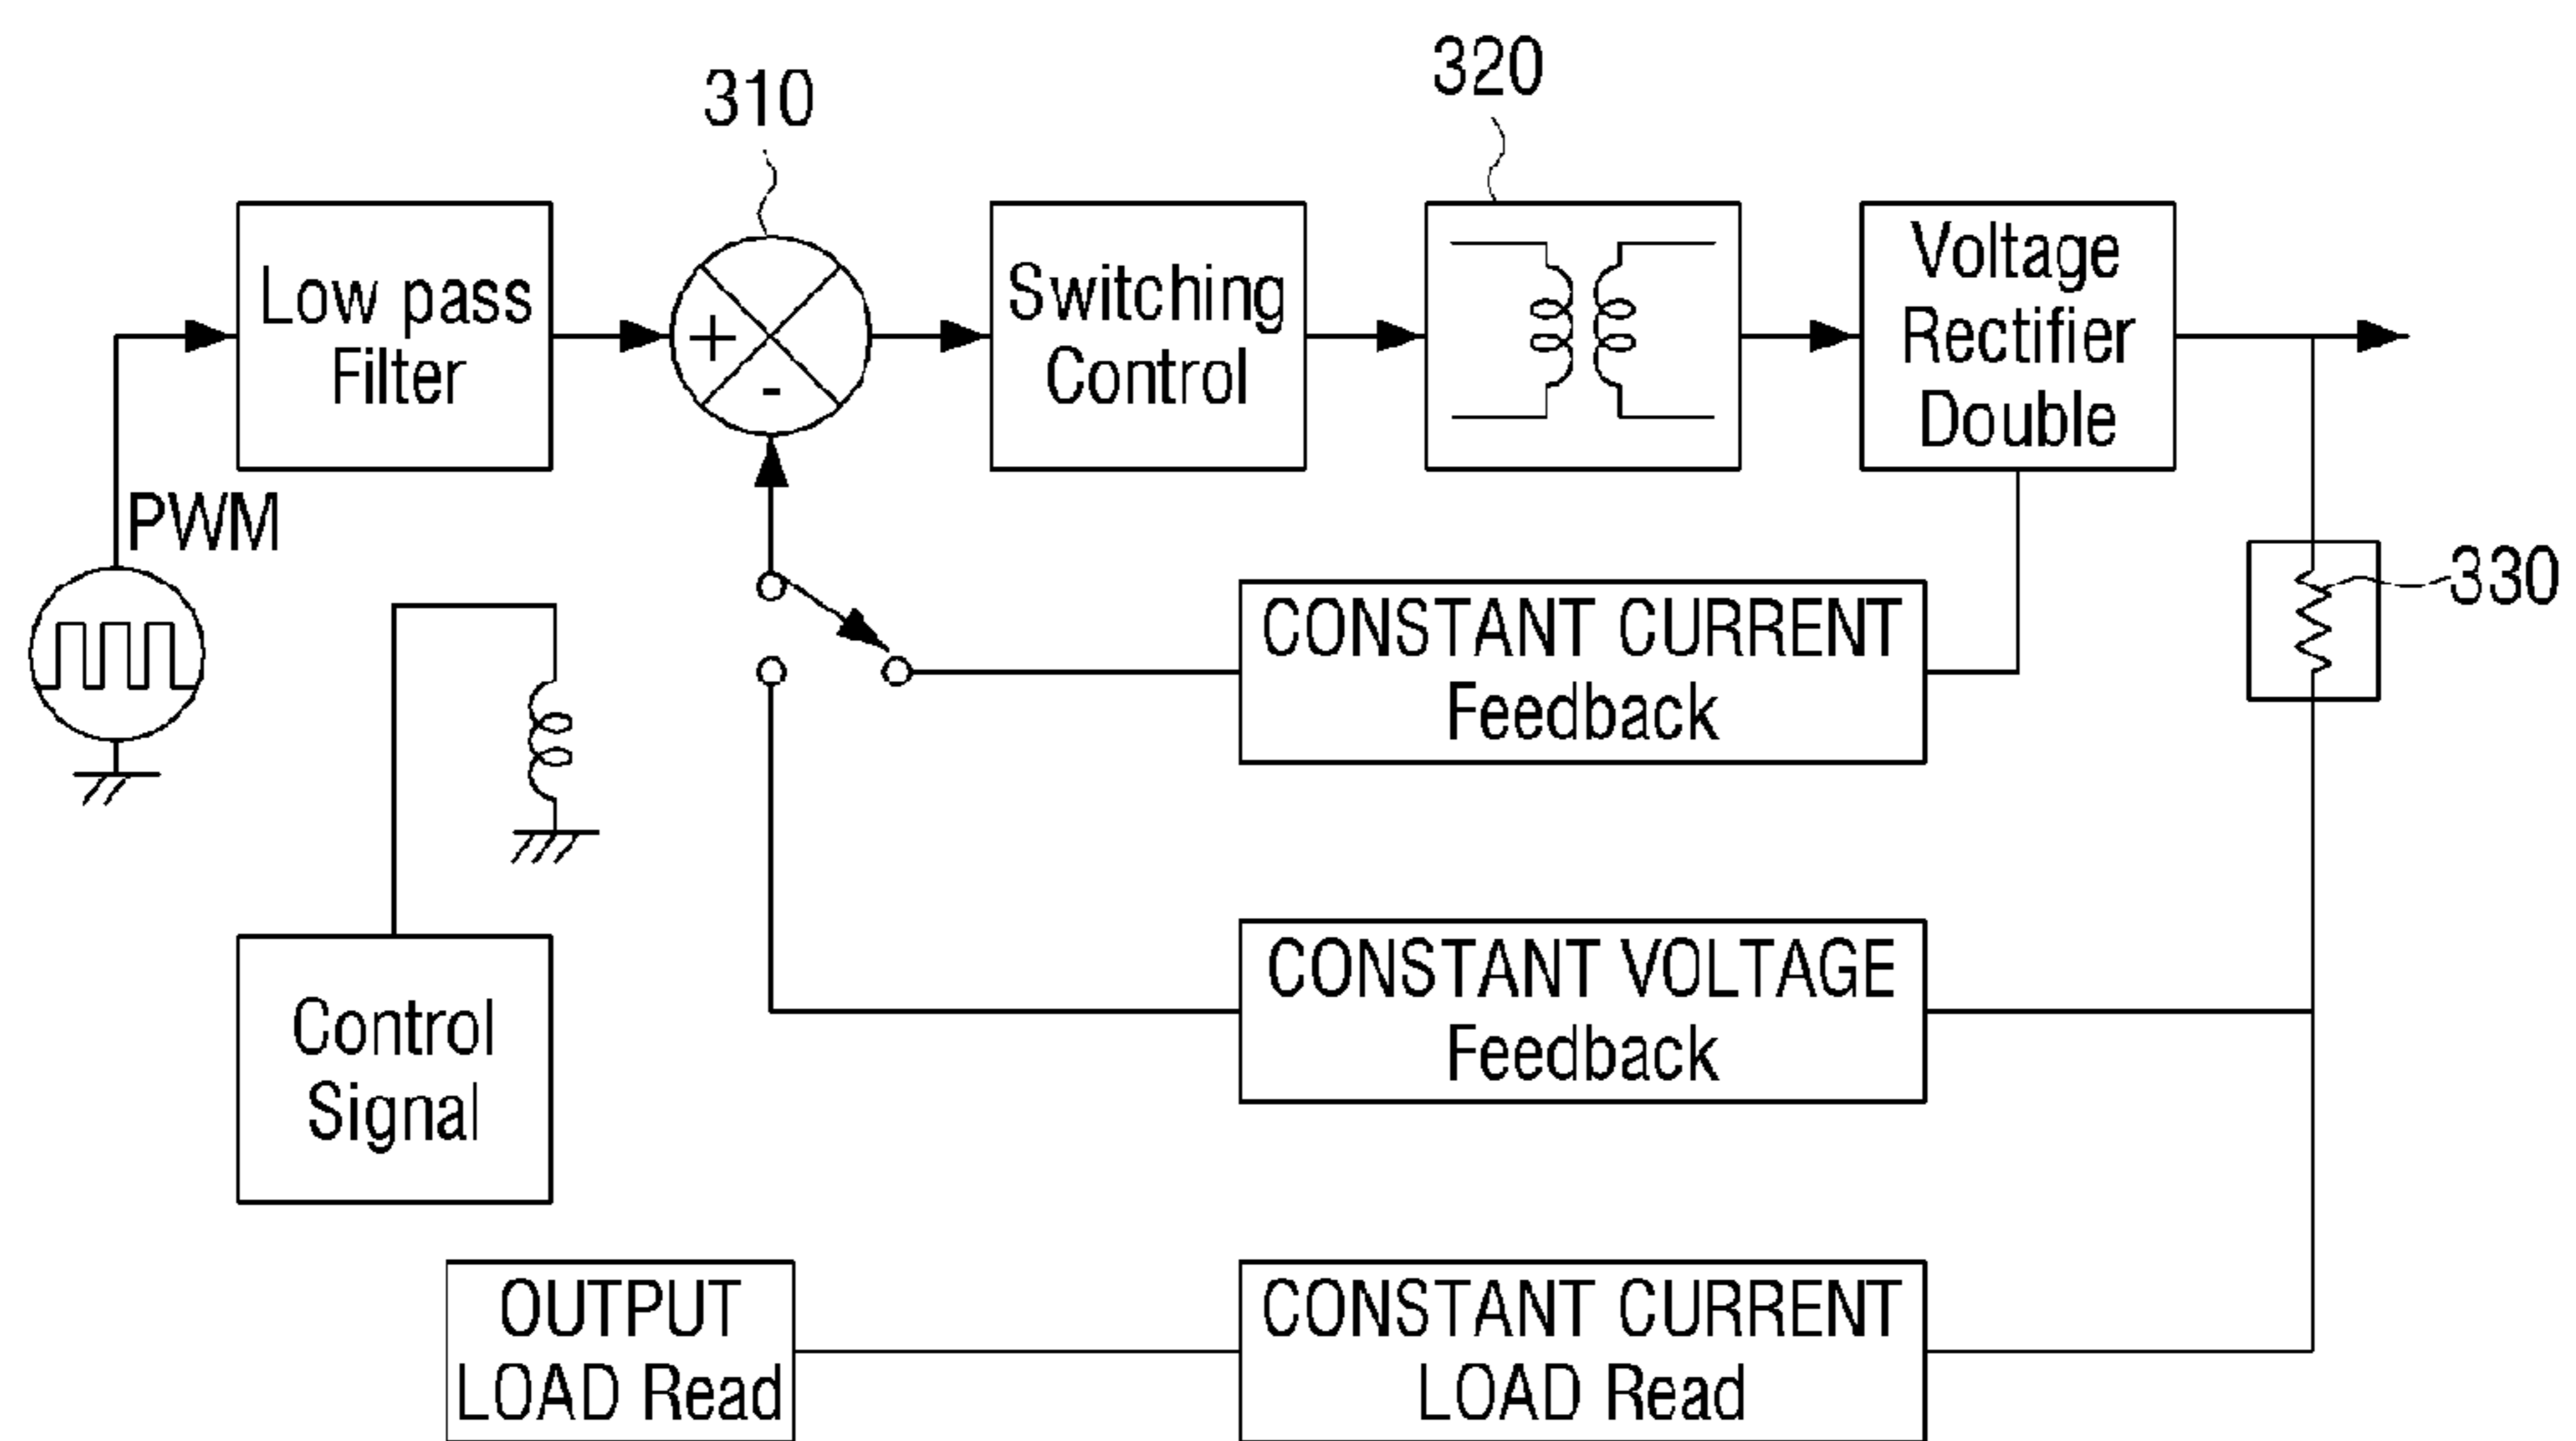 310
320
Low pass
Filter
+
-
Switching
Control
Voltage
Rectifier
Double
PWM
330
CONSTANT CURRENT
Feedback
CONSTANT VOLTAGE
Feedback
Control
Signal
OUTPUT
LOAD Read
CONSTANT CURRENT
LOAD Read